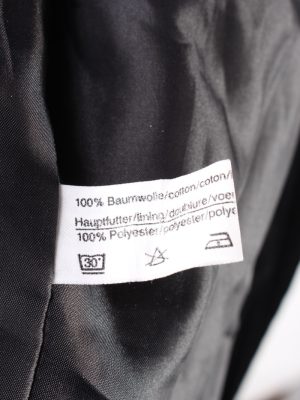 100% Baumwolle/cotton/coton/
Hauptfutter/lining/doublure/voe
100% Polyester/polyester/polye
30°